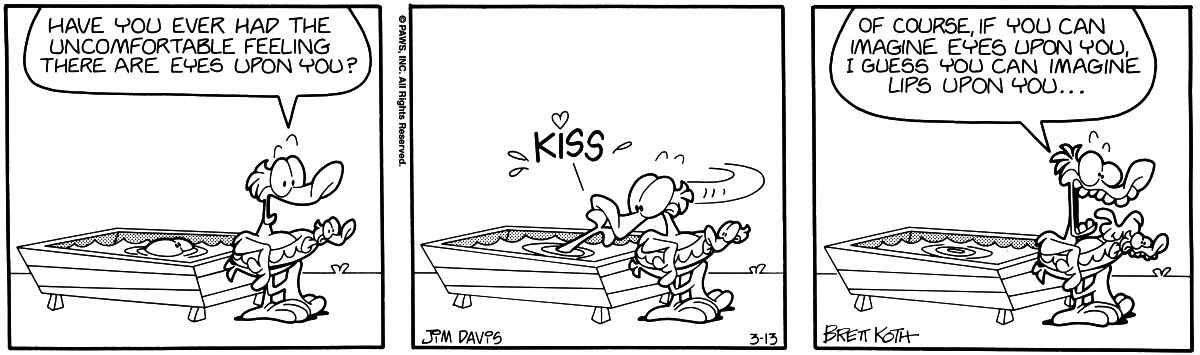 HAVE YOU EVER HAD THE
UNCOMFORTABLE FEELING
THERE ARE EYES UPON YOU?
© PAWS, INC. All Rights Reserved.
KISS
JIM DAVIS
3-13
OF COURSE, IF YOU CAN
IMAGINE EYES UPON YOU,
I GUESS YOU CAN IMAGINE
LIPS UPON YOU...
BRETT KOTH